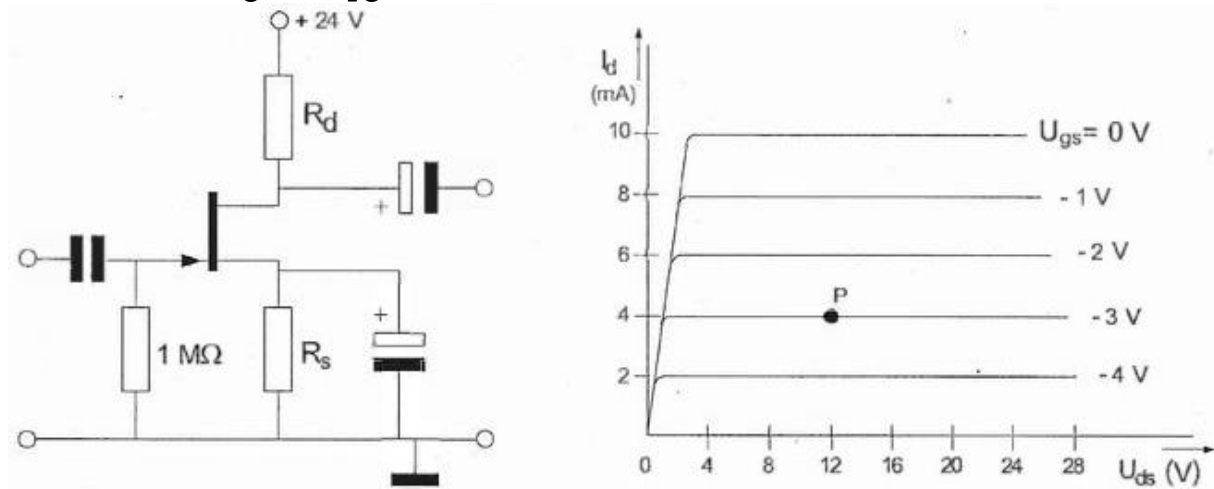 + 24 V
R_d
+
1 MΩ
R_s
+
I_d
(mA)
10
8
6
4
2
U_gs= 0 V
- 1 V
- 2 V
P
- 3 V
- 4 V
0 4 8 12 16 20 24 28 U_ds (V)